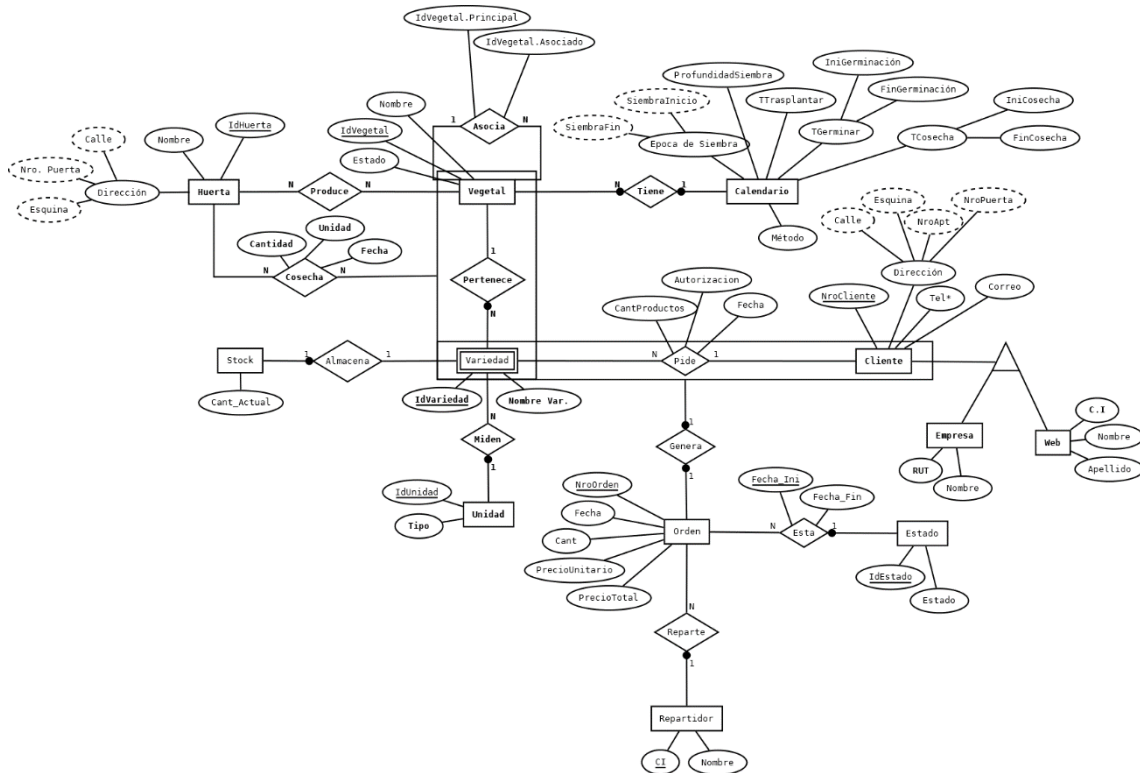 IdVegetal.Principal
IdVegetal.Asociado
IniGerminación
ProfundidadSiembra
FinGerminación
SiembraInicio
TTrasplantar
IniCosecha
Nombre
1
Asocia
N
SiembraFin
TGerminar
IdHuerta
IdVegetal
Calle
Nombre
Epoca de Siembra
TCosecha
FinCosecha
Estado
Nro. Puerta
Dirección
Huerta
N
Produce
N
Vegetal
N
Tiene
1
Calendario
Esquina
Esquina
NroPuerta
Calle
NroApt
Unidad
Método
Cantidad
Fecha
1
N
Cosecha
N
Pertenece
Autorizacion
Dirección
NroCliente
Tel*
Correo
CantProductos
Fecha
N
Stock
1
Almacena
1
Variedad
N
Pide
1
Cliente
Cant_Actual
IdVariedad
Nombre Var.
N
C.I
Miden
1
Genera
1
Empresa
Web
Nombre
RUT
Apellido
1
Nombre
IdUnidad
NroOrden
Fecha_Ini
Fecha_Fin
Tipo
Unidad
Fecha
Orden
N
Esta
1
Estado
Cant
PrecioUnitario
IdEstado
PrecioTotal
Estado
N
Reparte
1
Repartidor
CI
Nombre